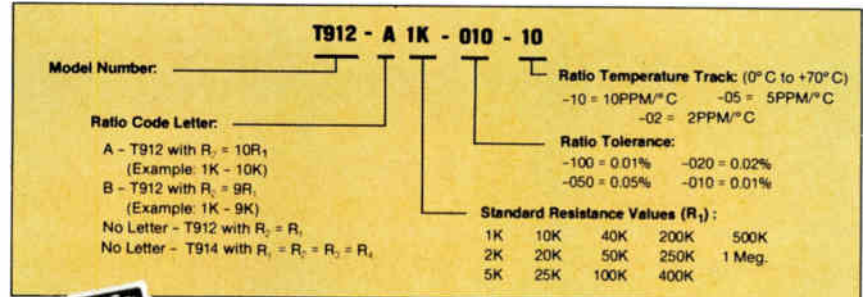 T912 - A 1K - 010 - 10
Model Number:
Ratio Code Letter:
A – T912 with R₂ = 10R₁
(Example: 1K - 10K)
B – T912 with R₂ = 9R₁
(Example: 1K - 9K)
No Letter – T912 with R₂ = R₁
No Letter – T914 with R₁ = R₂ = R₃ = R₄
Ratio Temperature Track: (0° C to +70° C)
-10 = 10PPM/° C -05 = 5PPM/° C
-02 = 2PPM/° C
Ratio Tolerance:
-100 = 0.01% -020 = 0.02%
-050 = 0.05% -010 = 0.01%
Standard Resistance Values (R₁) :
1K 10K 40K 200K 500K
2K 20K 50K 250K 1 Meg.
5K 25K 100K 400K